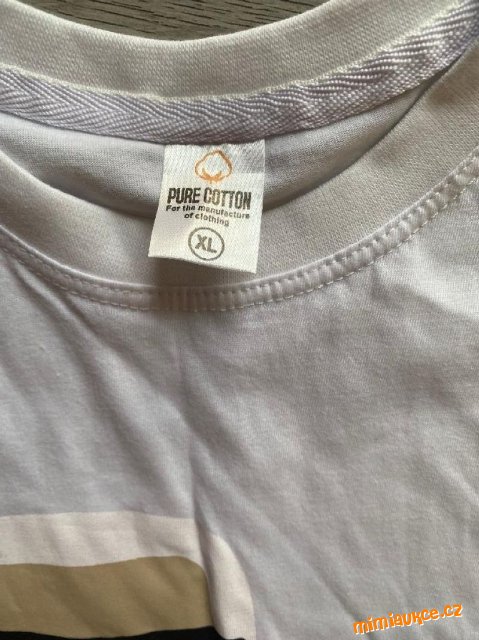 PURE COTTON
For the manufacture
of clothing
XL
mimiaukce.cz